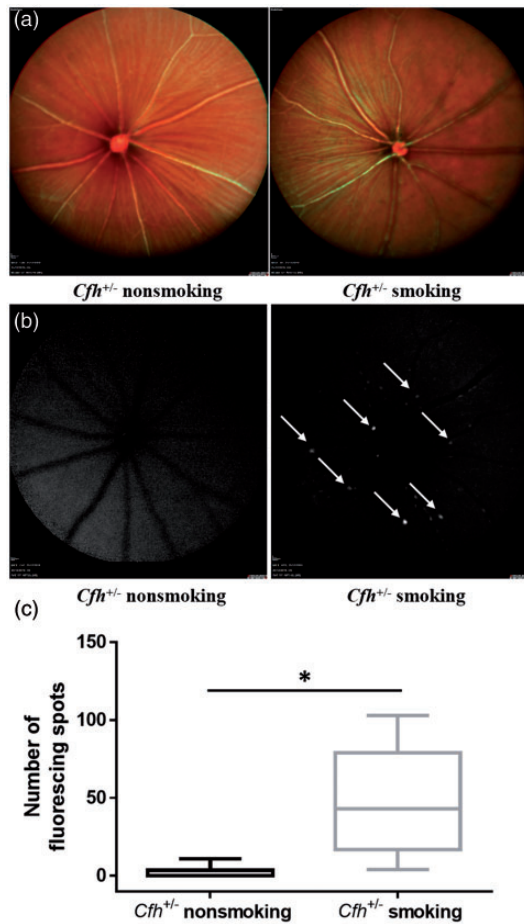 (a)
Cfh+/- nonsmoking Cfh+/- smoking
(b)
Cfh+/- nonsmoking Cfh+/- smoking
(c)
150
*
100
50
0
Number of
fluorescing spots
Cfh+/- nonsmoking Cfh+/- smoking